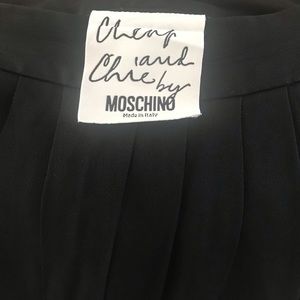 Cheap
and
Chic
by
MOSCHINO
Made in Italy